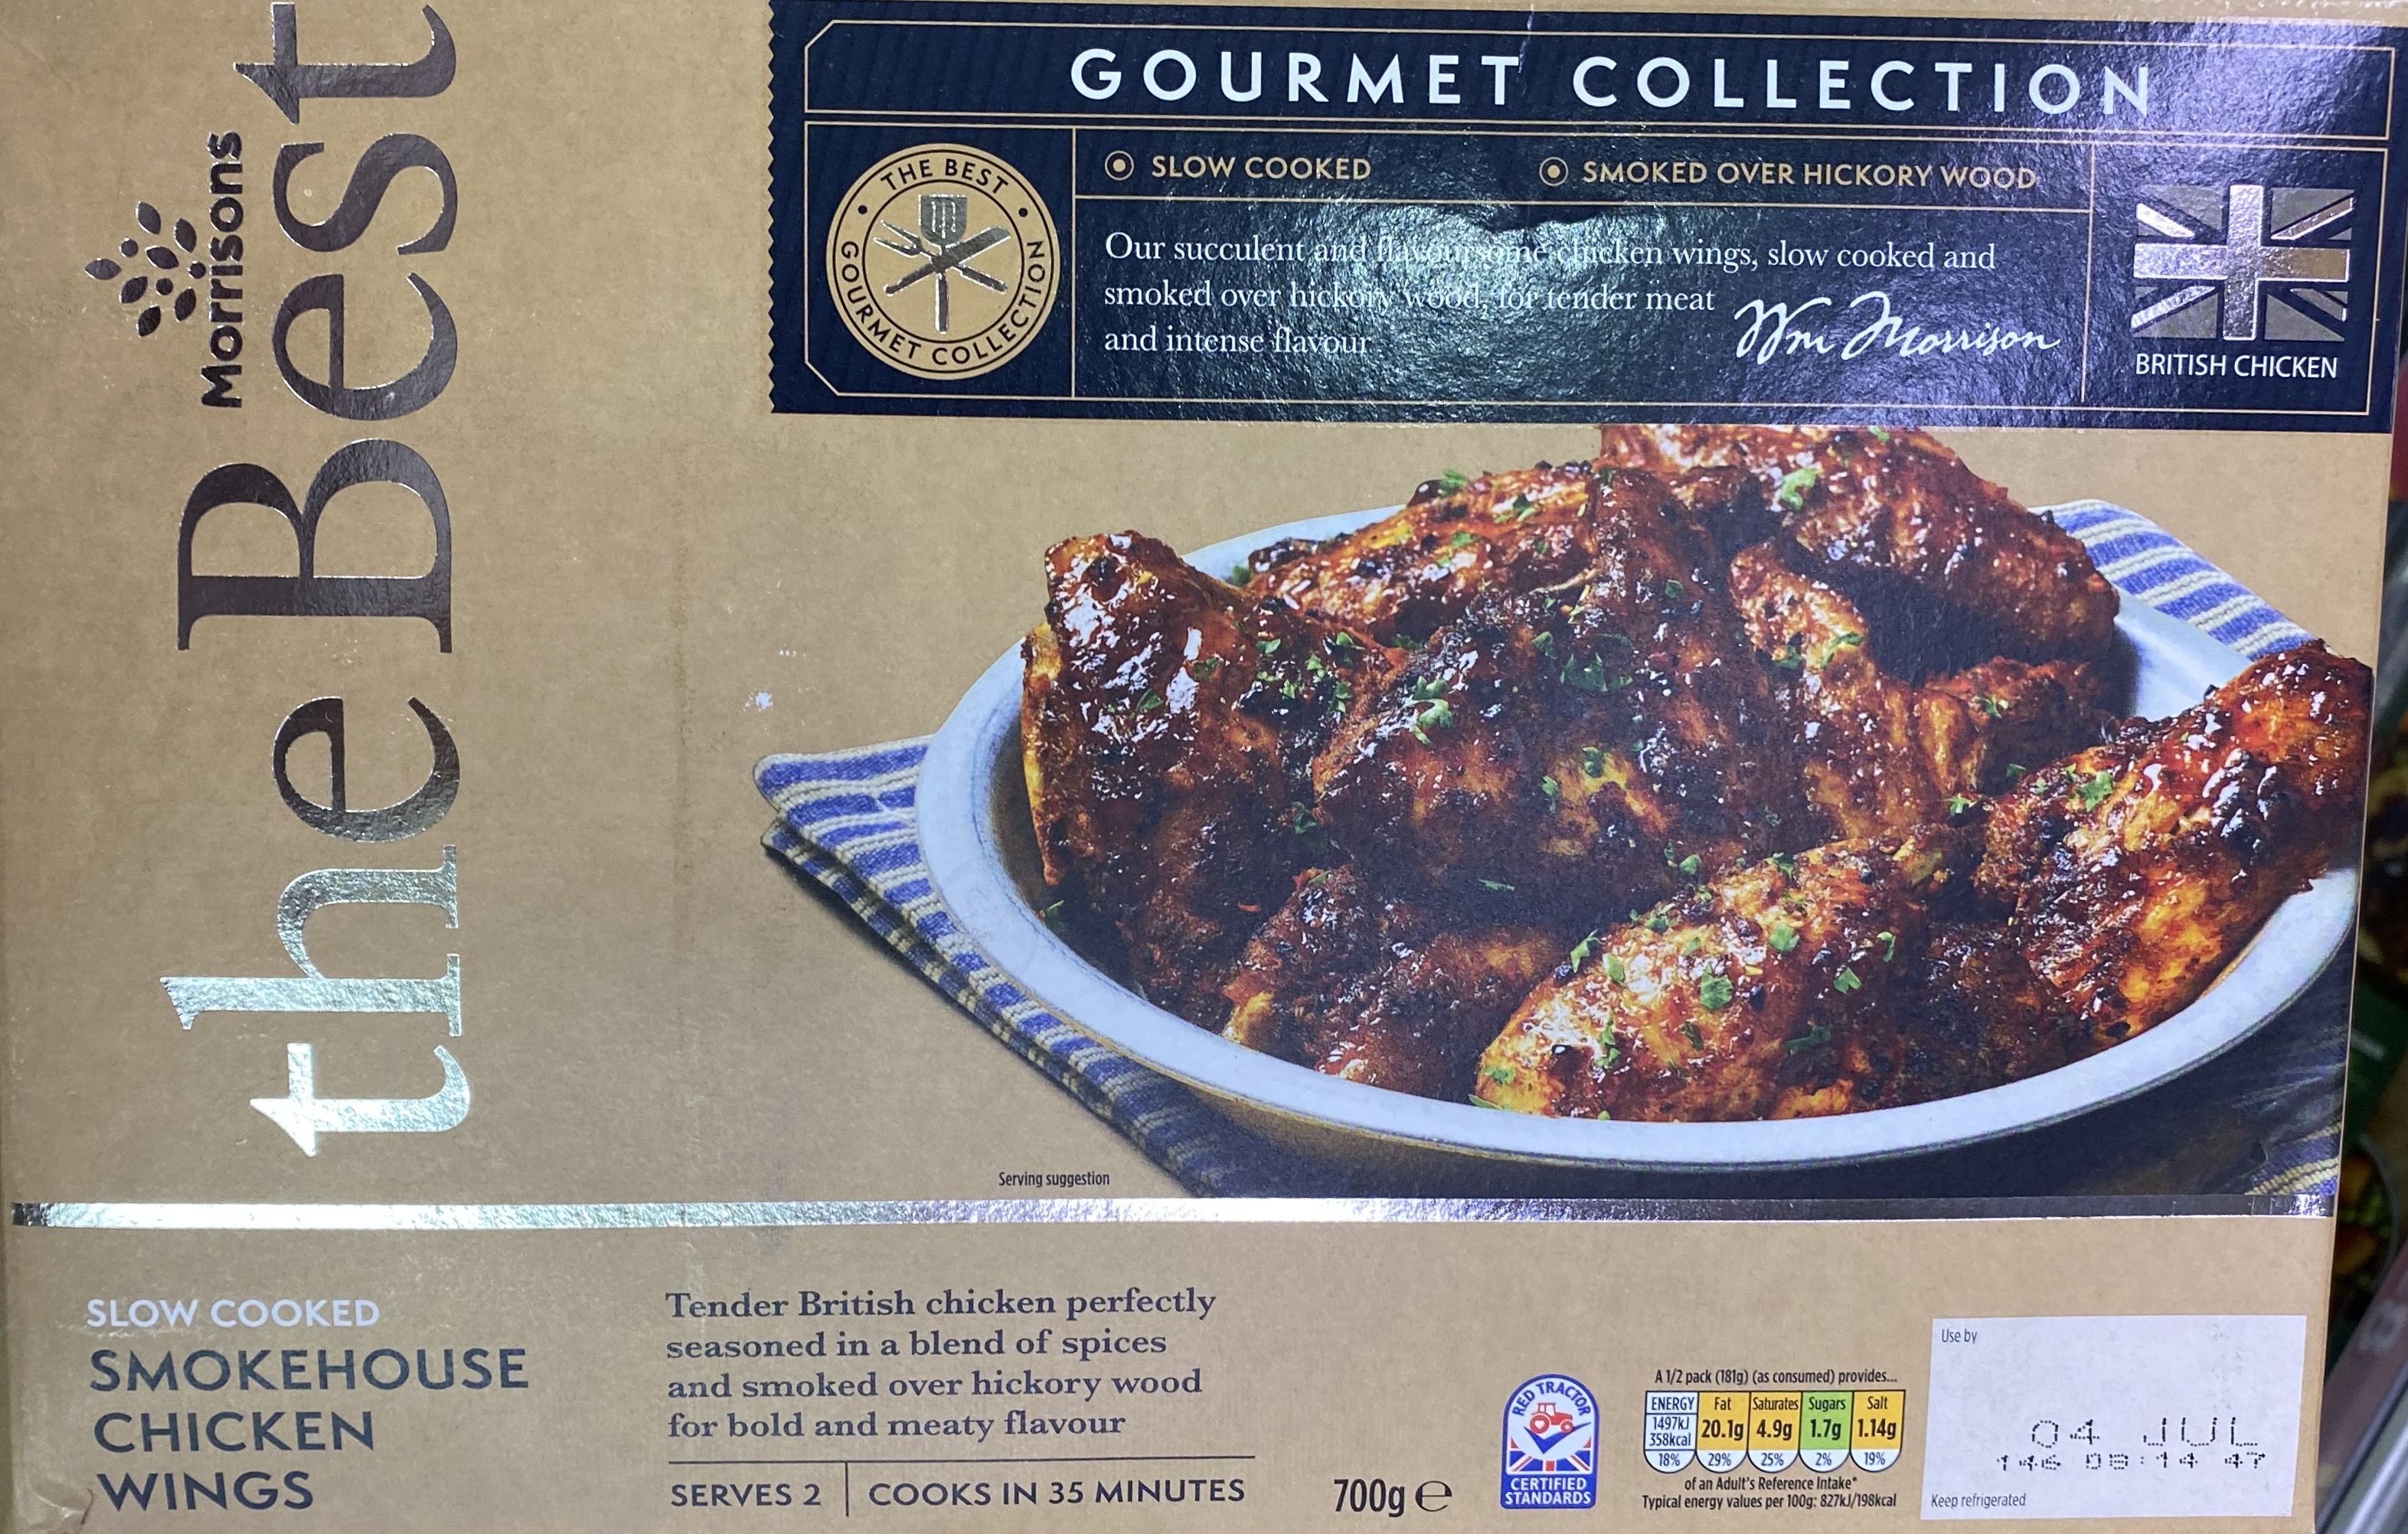 Morrisons
the Best
GOURMET COLLECTION
THE BEST
GOURMET COLLECTION
SLOW COOKED
SMOKED OVER HICKORY WOOD
Our succulent and flavoursome chicken wings, slow cooked and
smoked over hickory wood, for tender meat
and intense flavour
Wm Morrison
BRITISH CHICKEN
Serving suggestion
SLOW COOKED
SMOKEHOUSE
CHICKEN
WINGS
Tender British chicken perfectly
seasoned in a blend of spices
and smoked over hickory wood
for bold and meaty flavour
SERVES 2
COOKS IN 35 MINUTES
700g e
RED TRACTOR
CERTIFIED
STANDARDS
A 1/2 pack (181g) (as consumed) provides...
ENERGY Fat Saturates Sugars Salt
1497kJ
358kcal 20.1g 4.9g 1.7g 1.14g
18% 29% 25% 2% 19%
of an Adult's Reference Intake*
Typical energy values per 100g: 827kJ/198kcal
Use by
04 JUL
146 08:14 47
Keep refrigerated